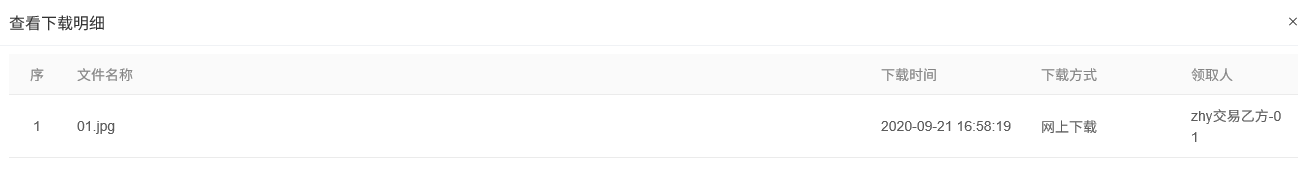 查看下载明细 ×
序 文件名称 下载时间 下载方式 领取人
1 01.jpg 2020-09-21 16:58:19 网上下载 zhy交易乙方-0
1